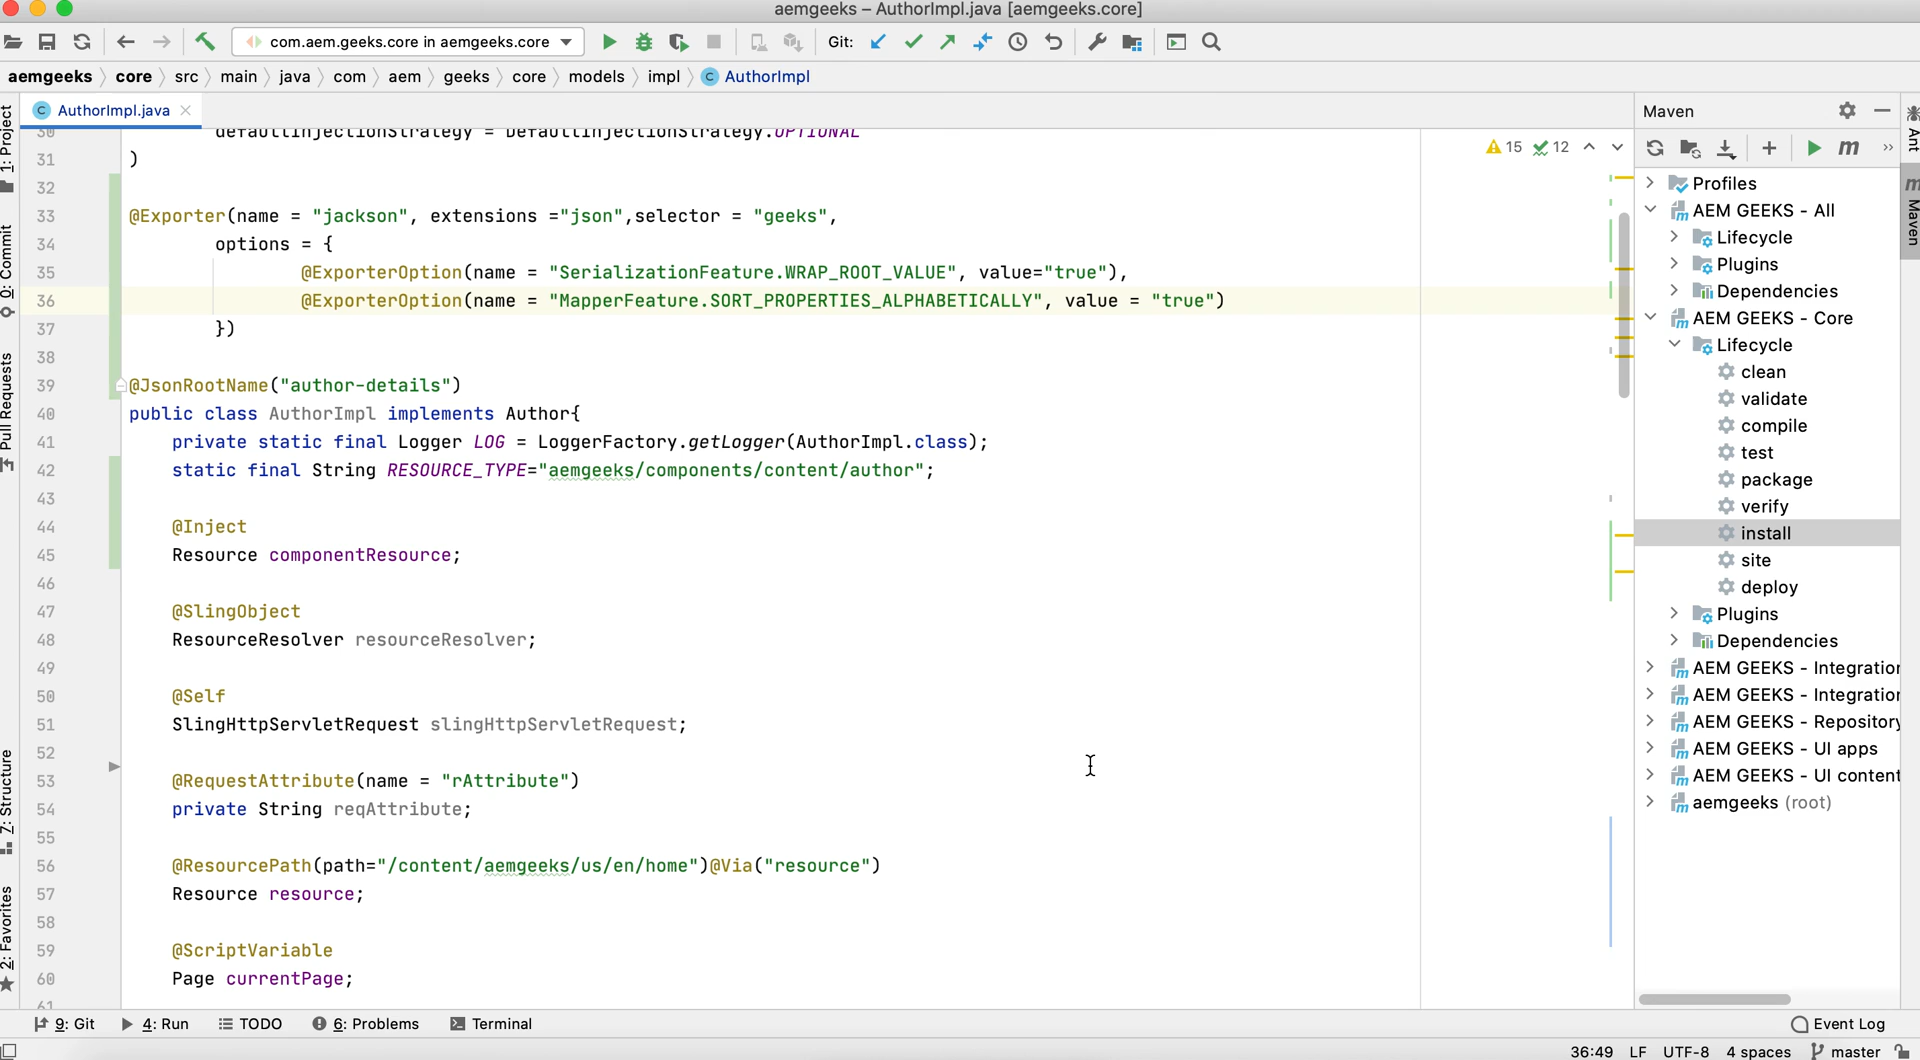 aemgeeks – AuthorImpl.java [aemgeeks.core]
com.aem.geeks.core in aemgeeks.core
Git:
aemgeeks core src main java com aem geeks core models impl AuthorImpl
1: Project
0: Commit
Pull Requests
7: Structure
2: Favorites
AuthorImpl.java
30 defaultInjectionStrategy = DefaultInjectionStrategy.OPTIONAL
31 )
32
33 @Exporter(name = "jackson", extensions ="json",selector = "geeks",
34 options = {
35 @ExporterOption(name = "SerializationFeature.WRAP_ROOT_VALUE", value="true"),
36 @ExporterOption(name = "MapperFeature.SORT_PROPERTIES_ALPHABETICALLY", value = "true")
37 })
38
39 @JsonRootName("author-details")
40 public class AuthorImpl implements Author{
41 private static final Logger LOG = LoggerFactory.getLogger(AuthorImpl.class);
42 static final String RESOURCE_TYPE="aemgeeks/components/content/author";
43
44 @Inject
45 Resource componentResource;
46
47 @SlingObject
48 ResourceResolver resourceResolver;
49
50 @Self
51 SlingHttpServletRequest slingHttpServletRequest;
52
53 @RequestAttribute(name = "rAttribute")
54 private String reqAttribute;
55
56 @ResourcePath(path="/content/aemgeeks/us/en/home")@Via("resource")
57 Resource resource;
58
59 @ScriptVariable
60 Page currentPage;
61
15 12
Maven
Profiles
AEM GEEKS - All
Lifecycle
Plugins
Dependencies
AEM GEEKS - Core
Lifecycle
clean
validate
compile
test
package
verify
install
site
deploy
Plugins
Dependencies
AEM GEEKS - Integration
AEM GEEKS - Integration
AEM GEEKS - Repository
AEM GEEKS - UI apps
AEM GEEKS - UI content
aemgeeks (root)
Ant
Maven
9: Git 4: Run TODO 6: Problems Terminal Event Log
36:49 LF UTF-8 4 spaces master